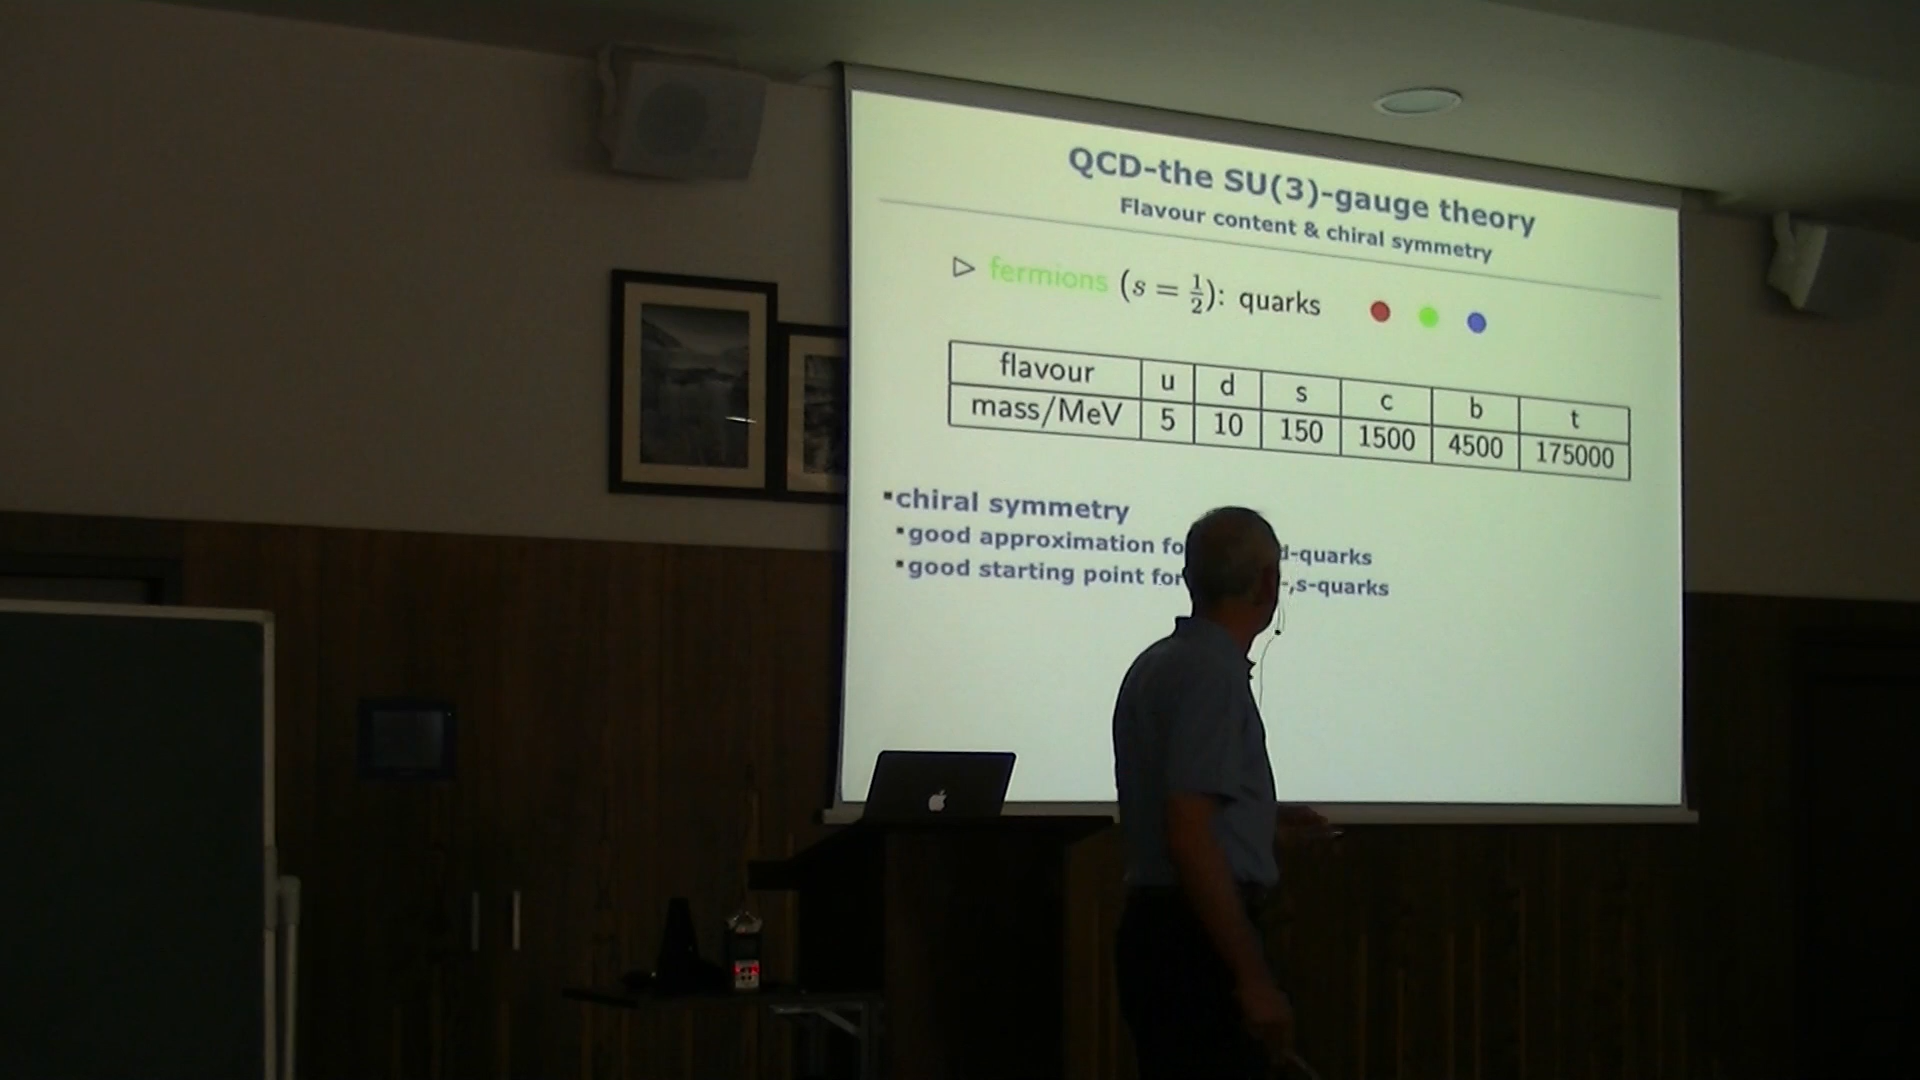 QCD-the SU(3)-gauge theory
Flavour content & chiral symmetry
▷ fermions (s = 1/2): quarks
flavour u d s c b t
mass/MeV 5 10 150 1500 4500 175000
▪chiral symmetry
▪good approximation fo d-quarks
▪good starting point for -,s-quarks